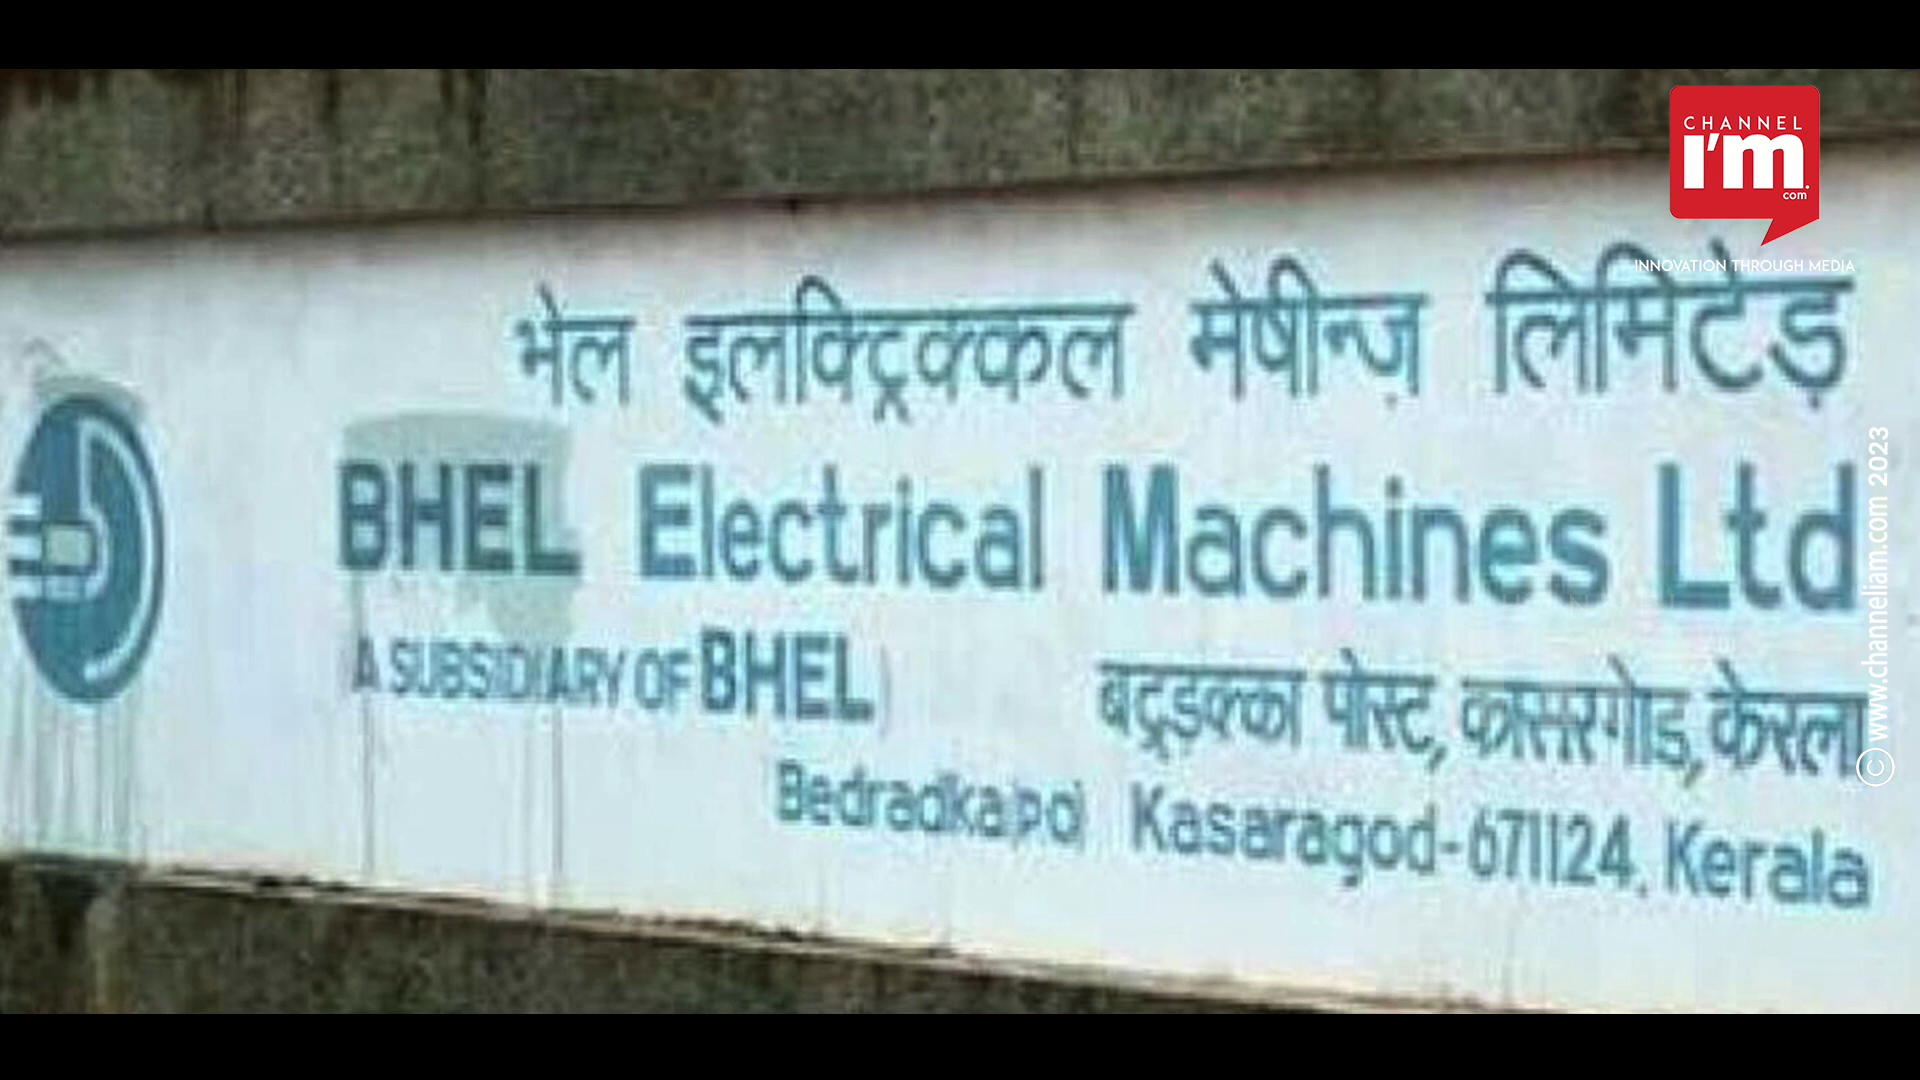 CHANNEL
I'm
.com
INNOVATION THROUGH MEDIA
भेल इलक्ट्रिक्कल मेषीन्ज़ लिमिटेड़
BHEL Electrical Machines Ltd
A SUBSIDIARY OF BHEL
बद्रड्क्का पोस्ट, कासरगोड, केरला
Bedradka(po) Kasaragod-671124, Kerala
© www.channeliam.com 2023